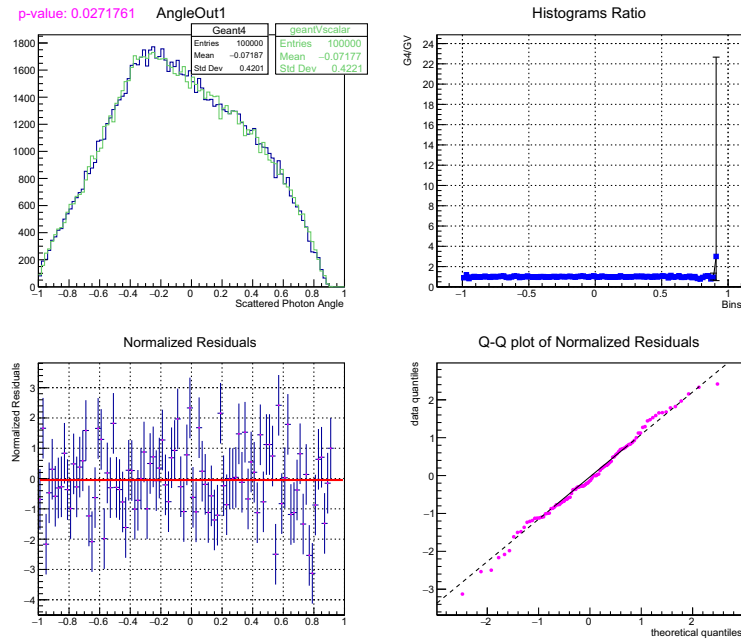 p-value: 0.0271761
AngleOut1
Geant4
Entries 100000
Mean −0.07187
Std Dev 0.4201
geantVscalar
Entries 100000
Mean −0.07177
Std Dev 0.4221
1800
1600
1400
1200
1000
800
600
400
200
0
−1 −0.8 −0.6 −0.4 −0.2 0 0.2 0.4 0.6 0.8 1
Scattered Photon Angle
Histograms Ratio
G4/GV
24
22
20
18
16
14
12
10
8
6
4
2
0
−1 −0.5 0 0.5 1
Bins
Normalized Residuals
Normalized Residuals
3
2
1
0
−1
−2
−3
−4
−1 −0.8 −0.6 −0.4 −0.2 0 0.2 0.4 0.6 0.8 1
Q-Q plot of Normalized Residuals
data quantiles
2
1
0
−1
−2
−3
−2 −1 0 1 2
theoretical quantiles